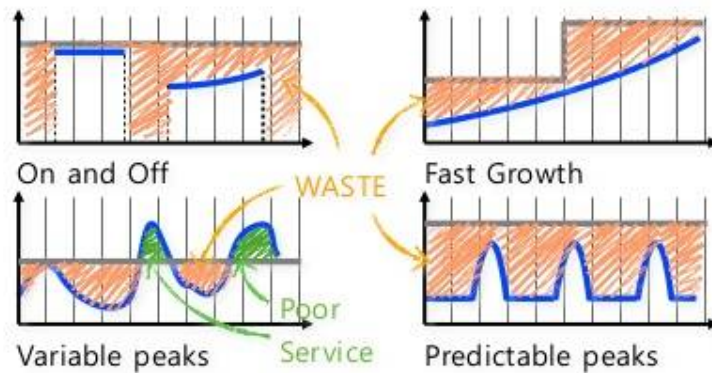 On and Off
Fast Growth
WASTE
Poor
Service
Variable peaks
Predictable peaks